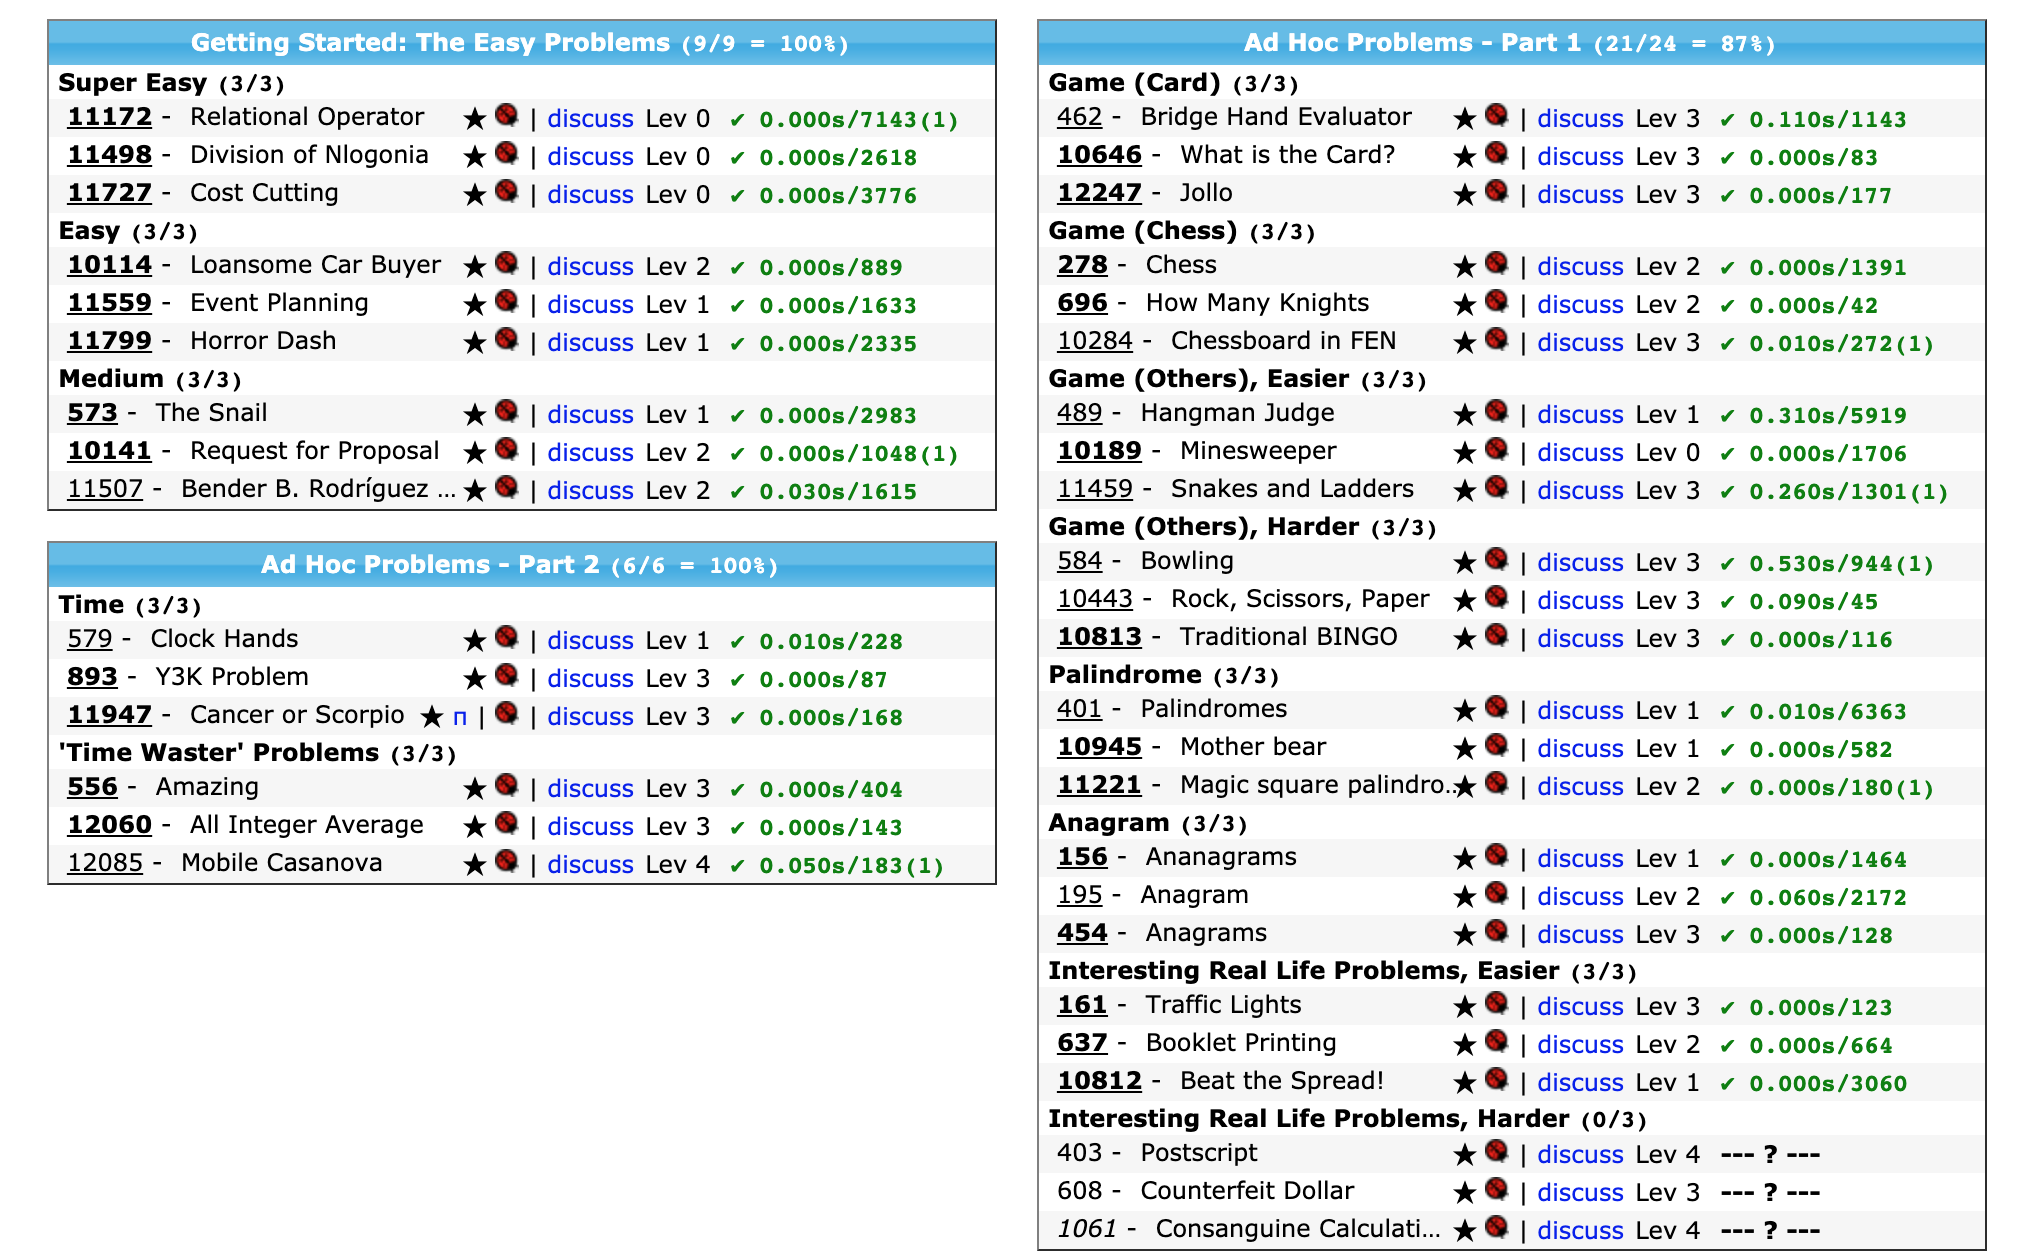 Getting Started: The Easy Problems (9/9 = 100%)
Super Easy (3/3)
11172 - Relational Operator ★ | discuss Lev 0 ✔ 0.000s/7143(1)
11498 - Division of Nlogonia ★ | discuss Lev 0 ✔ 0.000s/2618
11727 - Cost Cutting ★ | discuss Lev 0 ✔ 0.000s/3776
Easy (3/3)
10114 - Loansome Car Buyer ★ | discuss Lev 2 ✔ 0.000s/889
11559 - Event Planning ★ | discuss Lev 1 ✔ 0.000s/1633
11799 - Horror Dash ★ | discuss Lev 1 ✔ 0.000s/2335
Medium (3/3)
573 - The Snail ★ | discuss Lev 1 ✔ 0.000s/2983
10141 - Request for Proposal ★ | discuss Lev 2 ✔ 0.000s/1048(1)
11507 - Bender B. Rodríguez ... ★ | discuss Lev 2 ✔ 0.030s/1615
Ad Hoc Problems - Part 2 (6/6 = 100%)
Time (3/3)
579 - Clock Hands ★ | discuss Lev 1 ✔ 0.010s/228
893 - Y3K Problem ★ | discuss Lev 3 ✔ 0.000s/87
11947 - Cancer or Scorpio ★ п | | discuss Lev 3 ✔ 0.000s/168
'Time Waster' Problems (3/3)
556 - Amazing ★ | discuss Lev 3 ✔ 0.000s/404
12060 - All Integer Average ★ | discuss Lev 3 ✔ 0.000s/143
12085 - Mobile Casanova ★ | discuss Lev 4 ✔ 0.050s/183(1)
Ad Hoc Problems - Part 1 (21/24 = 87%)
Game (Card) (3/3)
462 - Bridge Hand Evaluator ★ | discuss Lev 3 ✔ 0.110s/1143
10646 - What is the Card? ★ | discuss Lev 3 ✔ 0.000s/83
12247 - Jollo ★ | discuss Lev 3 ✔ 0.000s/177
Game (Chess) (3/3)
278 - Chess ★ | discuss Lev 2 ✔ 0.000s/1391
696 - How Many Knights ★ | discuss Lev 2 ✔ 0.000s/42
10284 - Chessboard in FEN ★ | discuss Lev 3 ✔ 0.010s/272(1)
Game (Others), Easier (3/3)
489 - Hangman Judge ★ | discuss Lev 1 ✔ 0.310s/5919
10189 - Minesweeper ★ | discuss Lev 0 ✔ 0.000s/1706
11459 - Snakes and Ladders ★ | discuss Lev 3 ✔ 0.260s/1301(1)
Game (Others), Harder (3/3)
584 - Bowling ★ | discuss Lev 3 ✔ 0.530s/944(1)
10443 - Rock, Scissors, Paper ★ | discuss Lev 3 ✔ 0.090s/45
10813 - Traditional BINGO ★ | discuss Lev 3 ✔ 0.000s/116
Palindrome (3/3)
401 - Palindromes ★ | discuss Lev 1 ✔ 0.010s/6363
10945 - Mother bear ★ | discuss Lev 1 ✔ 0.000s/582
11221 - Magic square palindro... ★ | discuss Lev 2 ✔ 0.000s/180(1)
Anagram (3/3)
156 - Ananagrams ★ | discuss Lev 1 ✔ 0.000s/1464
195 - Anagram ★ | discuss Lev 2 ✔ 0.060s/2172
454 - Anagrams ★ | discuss Lev 3 ✔ 0.000s/128
Interesting Real Life Problems, Easier (3/3)
161 - Traffic Lights ★ | discuss Lev 3 ✔ 0.000s/123
637 - Booklet Printing ★ | discuss Lev 2 ✔ 0.000s/664
10812 - Beat the Spread! ★ | discuss Lev 1 ✔ 0.000s/3060
Interesting Real Life Problems, Harder (0/3)
403 - Postscript ★ | discuss Lev 4 --- ? ---
608 - Counterfeit Dollar ★ | discuss Lev 3 --- ? ---
1061 - Consanguine Calculati... ★ | discuss Lev 4 --- ? ---